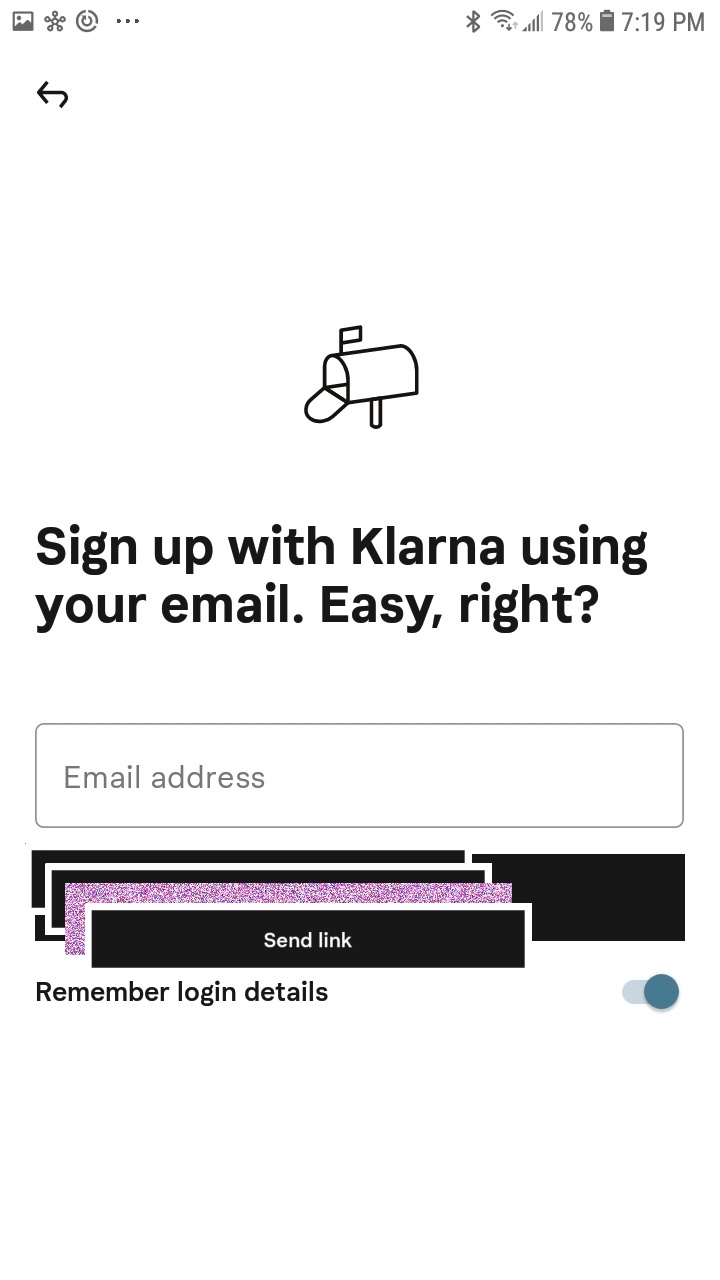 78% 7:19 PM
Sign up with Klarna using
your email. Easy, right?
Email address
Send link
Remember login details